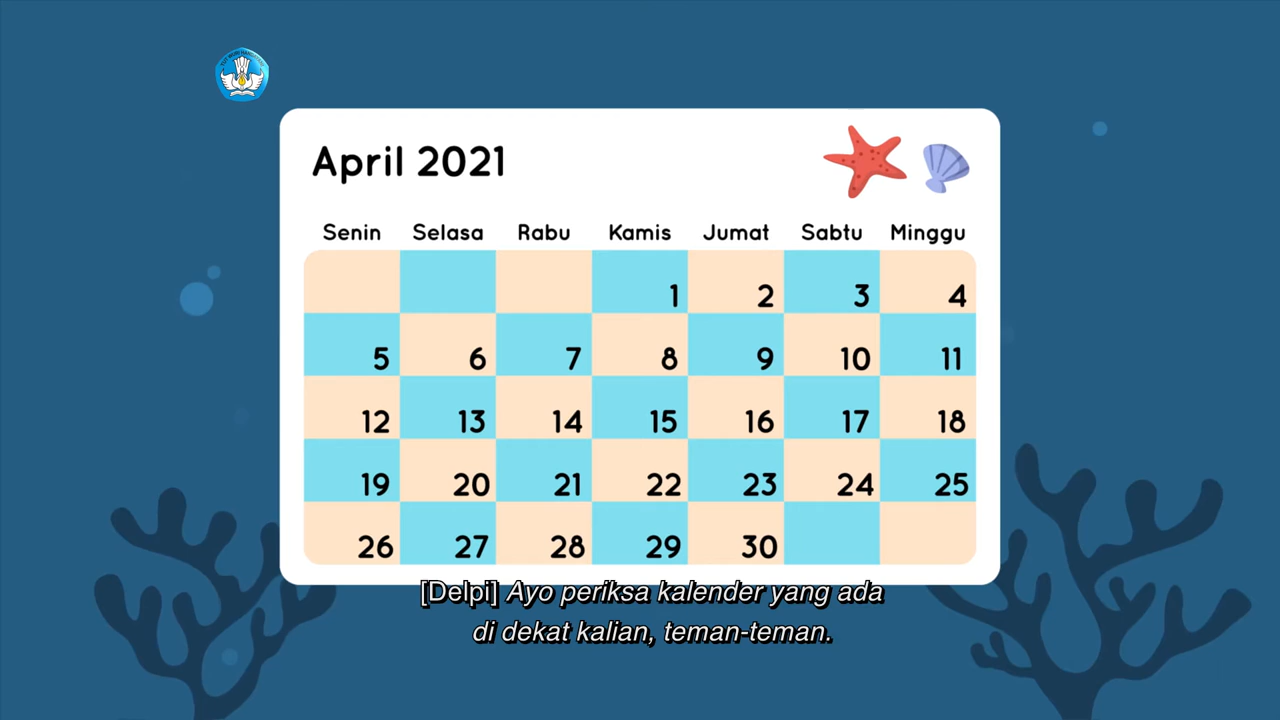 April 2021
Senin Selasa Rabu Kamis Jumat Sabtu Minggu
1 2 3 4
5 6 7 8 9 10 11
12 13 14 15 16 17 18
19 20 21 22 23 24 25
26 27 28 29 30
[Delpi] Ayo periksa kalender yang ada
di dekat kalian, teman-teman.